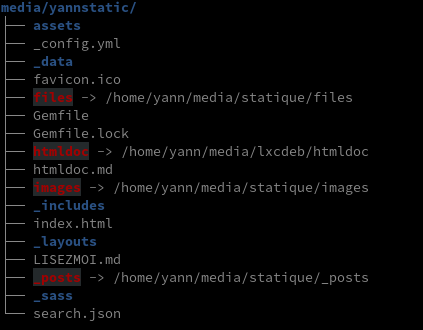 media/yannstatic/
├── assets
├── _config.yml
├── _data
├── favicon.ico
├── files -> /home/yann/media/statique/files
├── Gemfile
├── Gemfile.lock
├── htmldoc -> /home/yann/media/lxcdeb/htmldoc
├── htmldoc.md
├── images -> /home/yann/media/statique/images
├── _includes
├── index.html
├── _layouts
├── LISEZMOI.md
├── _posts -> /home/yann/media/statique/_posts
├── _sass
└── search.json